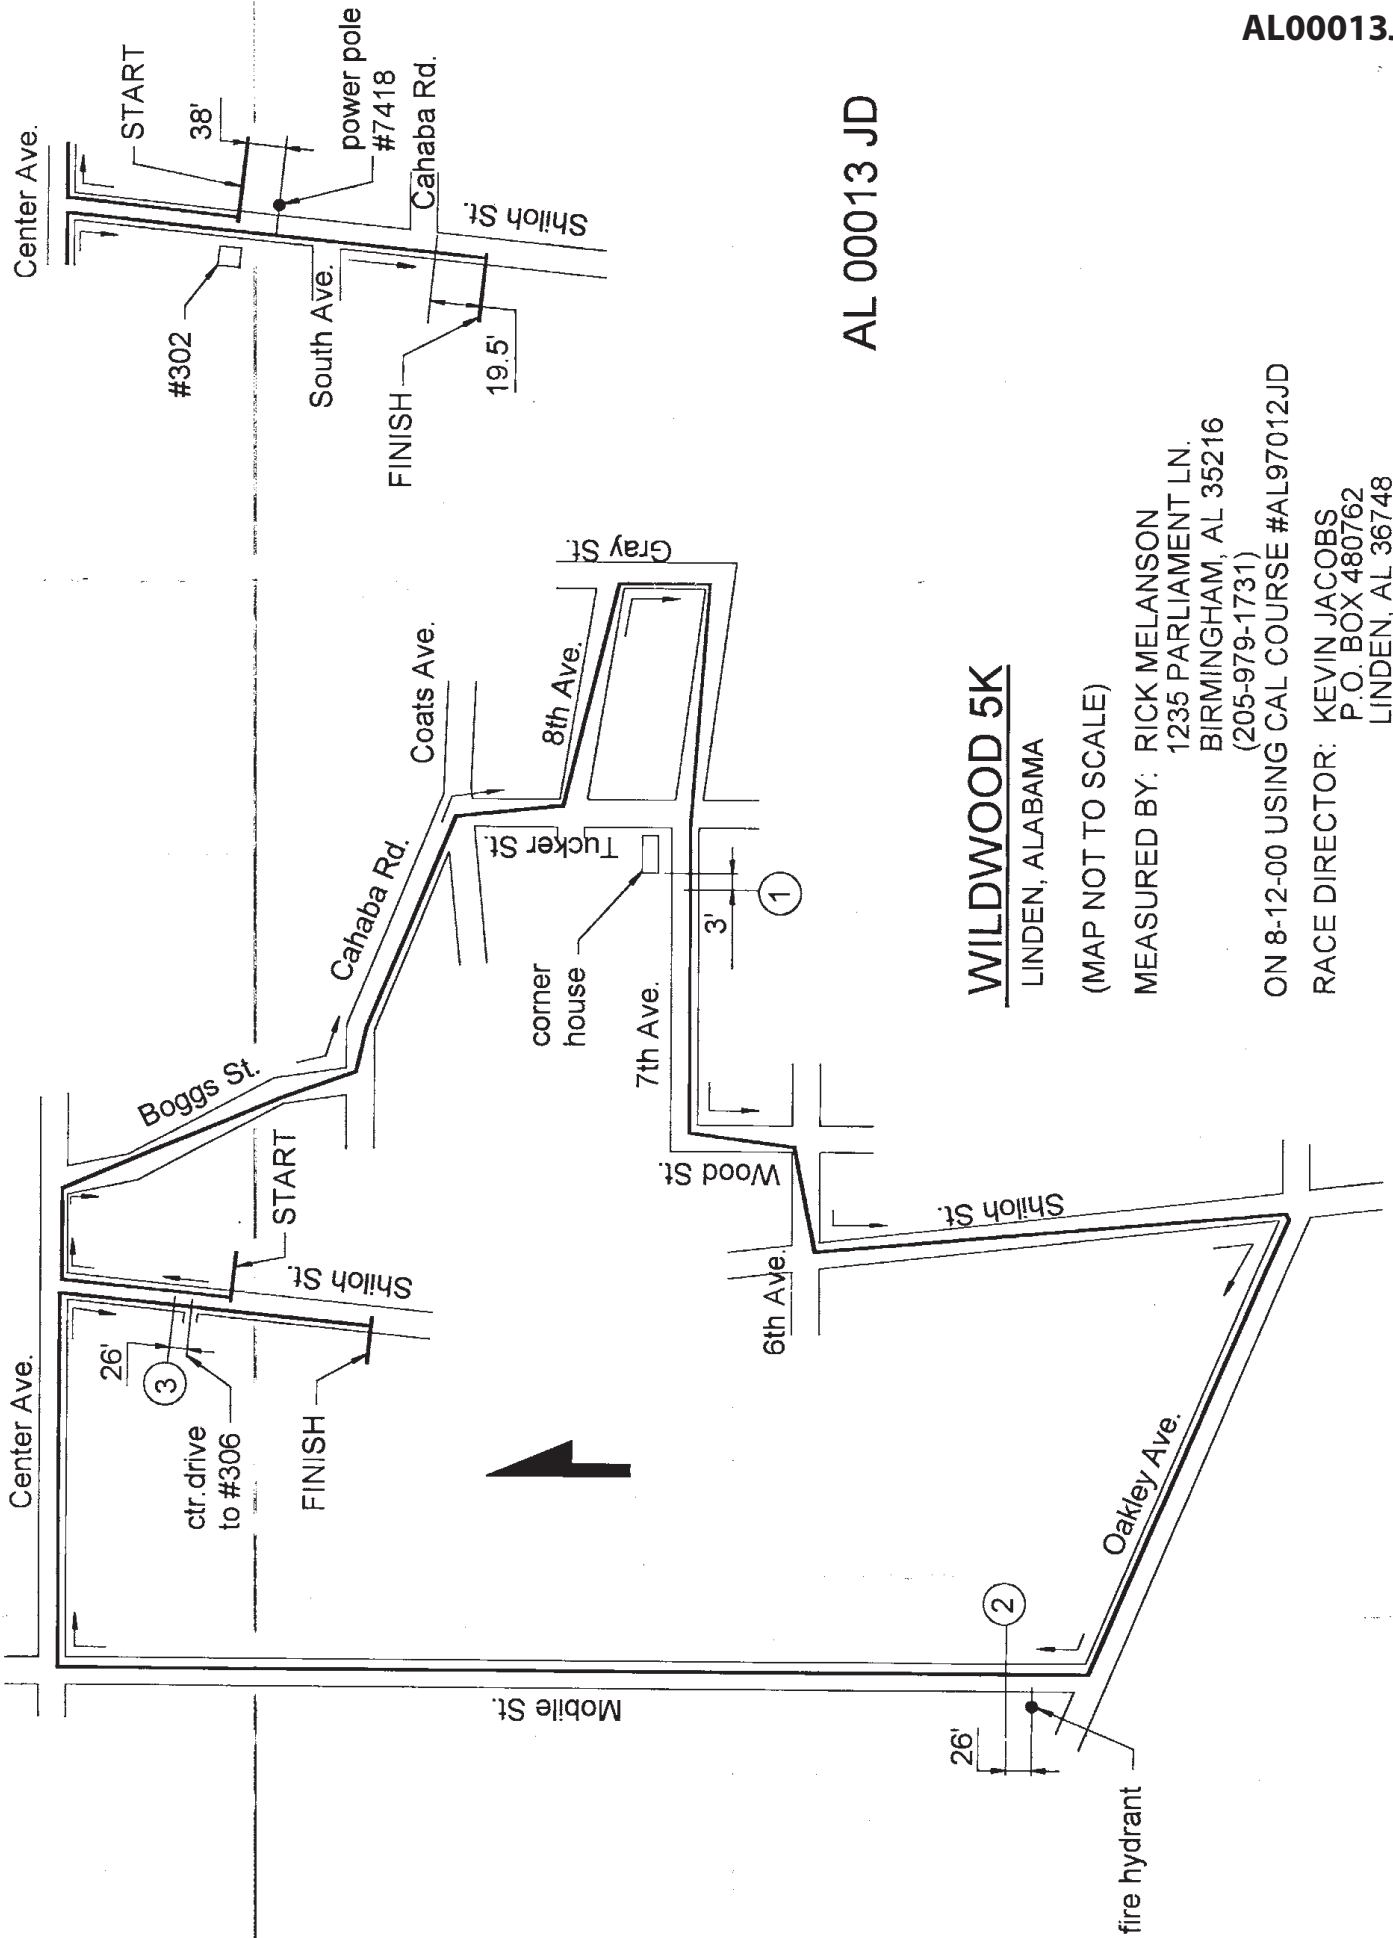 AL00013J
Center Ave.
START
38'
power pole
#7418
Cahaba Rd.
Shiloh St.
#302
South Ave.
FINISH
19.5'
AL 00013 JD
Center Ave.
Boggs St.
START
Shiloh St.
26'
3
ctr.drive
to #306
FINISH
Cahaba Rd.
Coats Ave.
8th Ave.
Gray St.
Tucker St.
corner
house
7th Ave.
3'
1
Wood St.
6th Ave.
Shiloh St.
Oakley Ave.
2
Mobile St.
26'
fire hydrant
WILDWOOD 5K
LINDEN, ALABAMA
(MAP NOT TO SCALE)
MEASURED BY: RICK MELANSON
1235 PARLIAMENT LN.
BIRMINGHAM, AL 35216
(205-979-1731)
ON 8-12-00 USING CAL COURSE #AL97012JD
RACE DIRECTOR: KEVIN JACOBS
P.O. BOX 480762
LINDEN, AL 36748